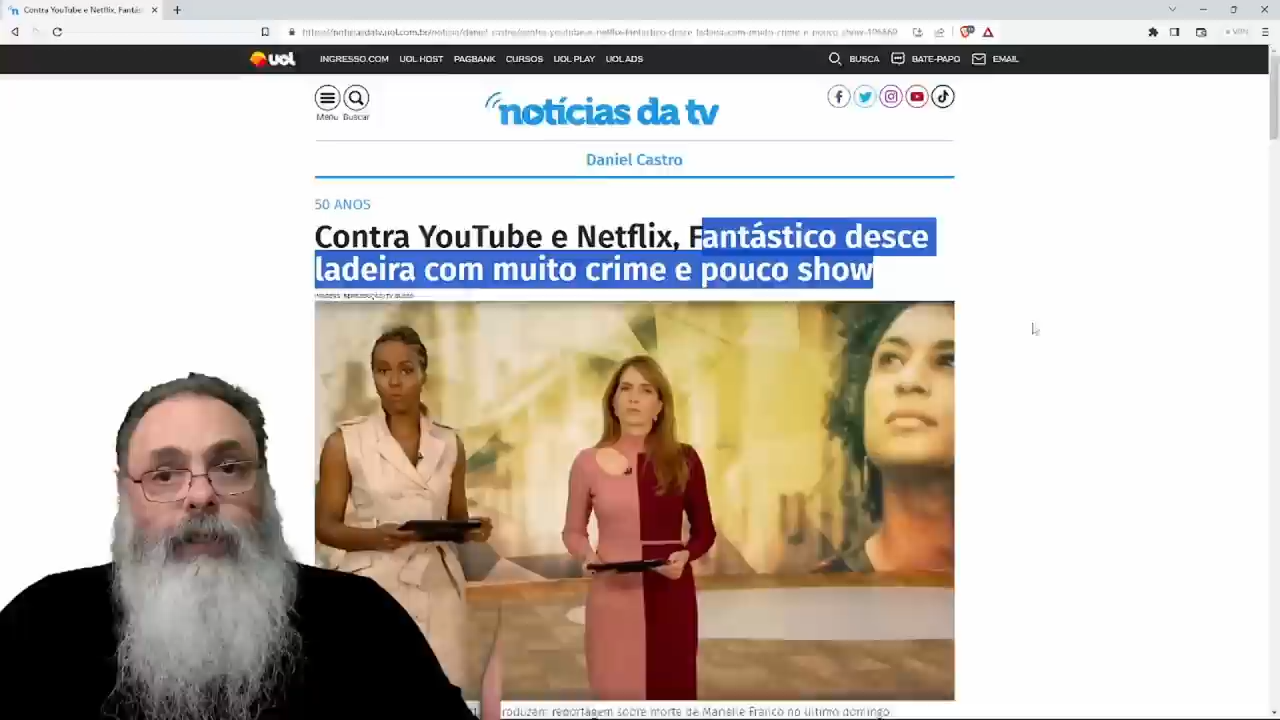 Contra YouTube e Netflix, Fantás
uol INGRESSO.COM UOL HOST PAGBANK CURSOS UOL PLAY UOL ADS BUSCA BATE-PAPO EMAIL
Menu Buscar
notícias da tv
Daniel Castro
50 ANOS
Contra YouTube e Netflix, Fantástico desce
ladeira com muito crime e pouco show
reportagem sobre morte de Marielle Franco no último domingo